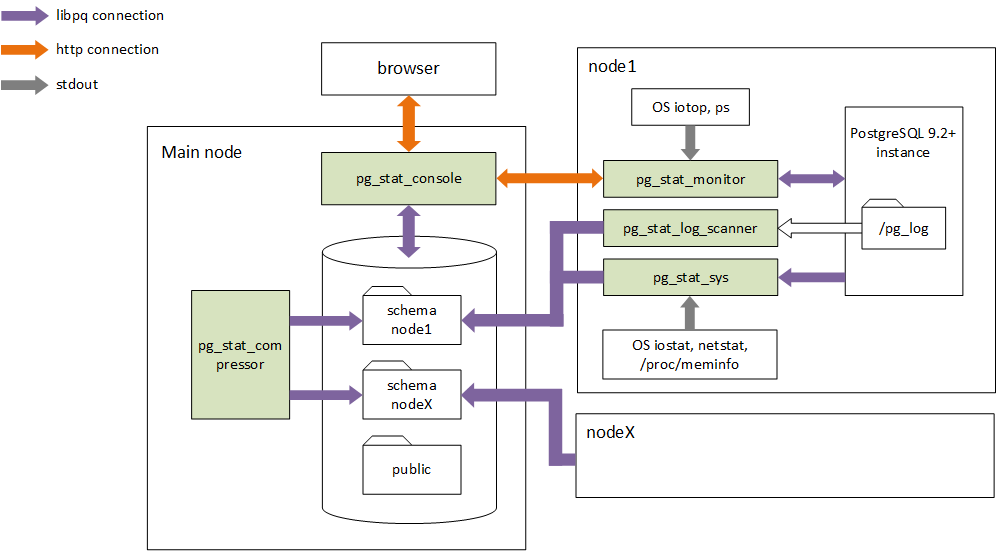 libpq connection
http connection
stdout
browser
Main node
pg_stat_console
pg_stat_com
pressor
schema
node1
schema
nodeX
public
node1
OS iotop, ps
PostgreSQL 9.2+
instance
pg_stat_monitor
pg_stat_log_scanner
/pg_log
pg_stat_sys
OS iostat, netstat,
/proc/meminfo
nodeX